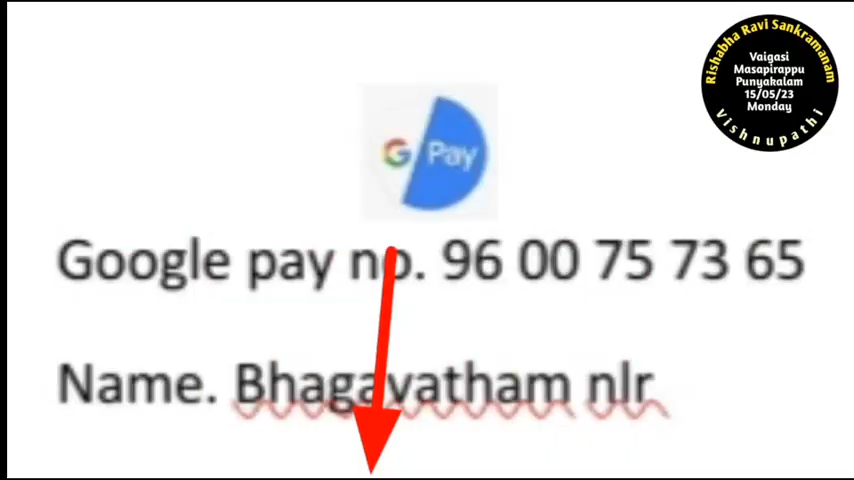 Rishabha Ravi Sankramanam
Vaigasi
Masapirappu
Punyakalam
15/05/23
Monday
Vishnupathi
G Pay
Google pay no. 96 00 75 73 65
Name. Bhagavatham nlr